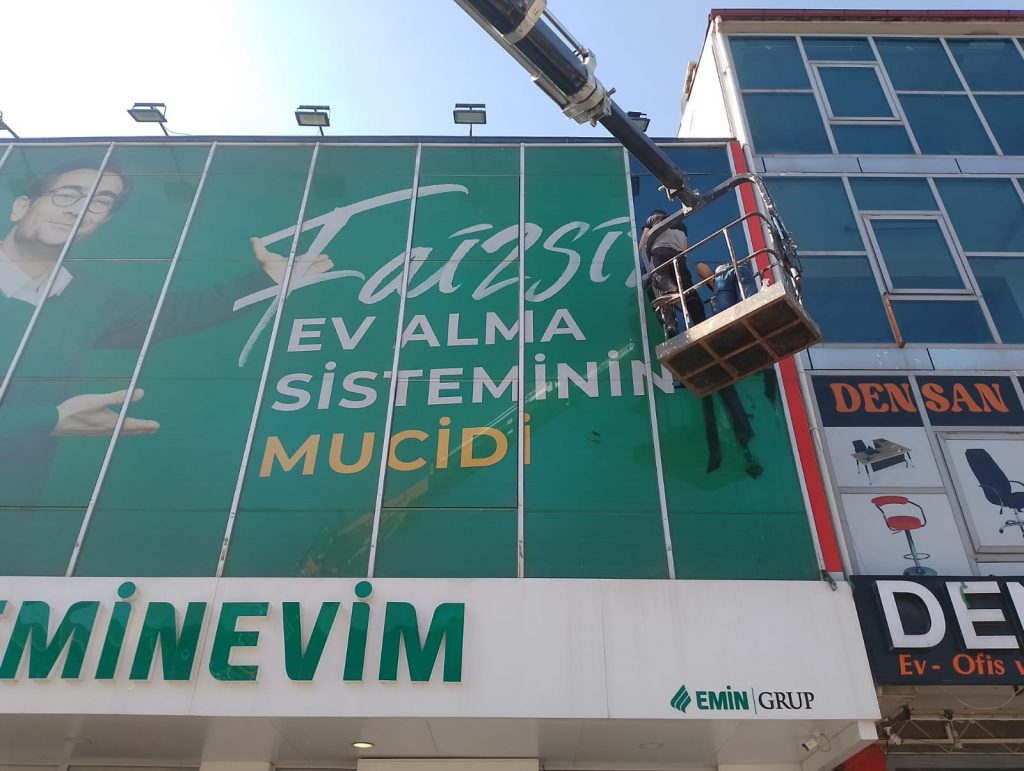 Faizsiz
EV ALMA
SİSTEMİNİN
MUCİDİ
EMİNEVİM
EMİN GRUP
DENSAN
DEN
Ev - Ofis